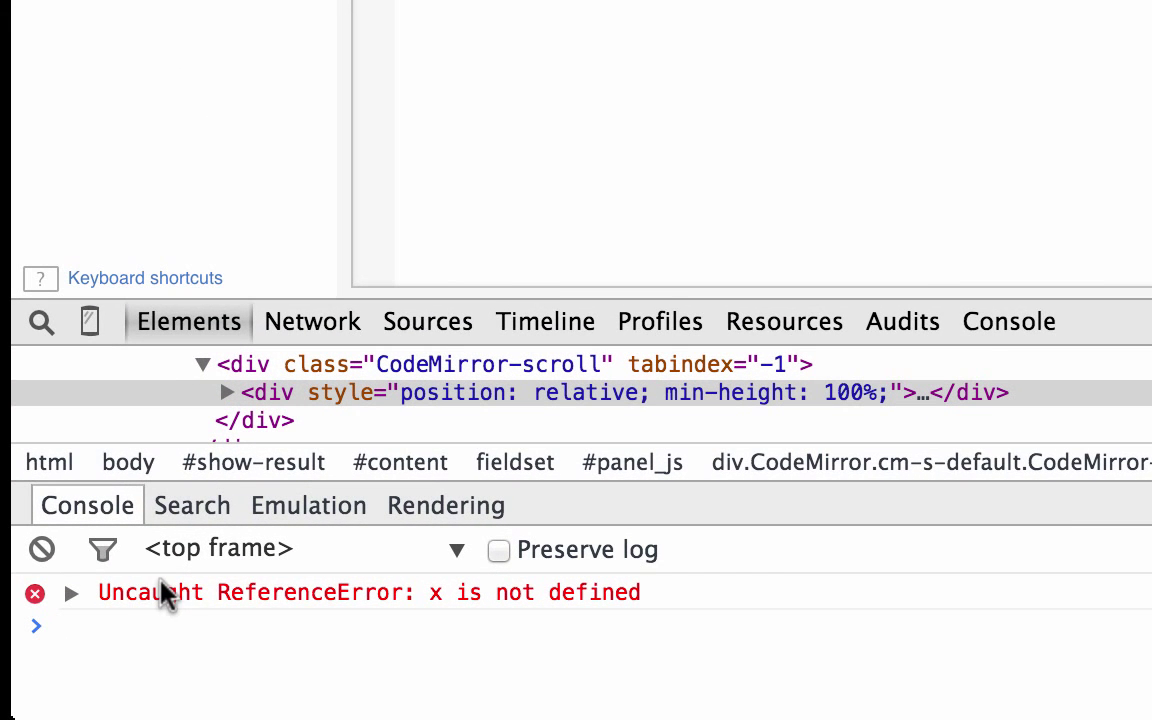 ? Keyboard shortcuts
Elements Network Sources Timeline Profiles Resources Audits Console
<div class="CodeMirror-scroll" tabindex="-1">
<div style="position: relative; min-height: 100%;">…</div>
</div>
html body #show-result #content fieldset #panel_js div.CodeMirror.cm-s-default.CodeMirror-
Console Search Emulation Rendering
<top frame> Preserve log
Uncaught ReferenceError: x is not defined
>